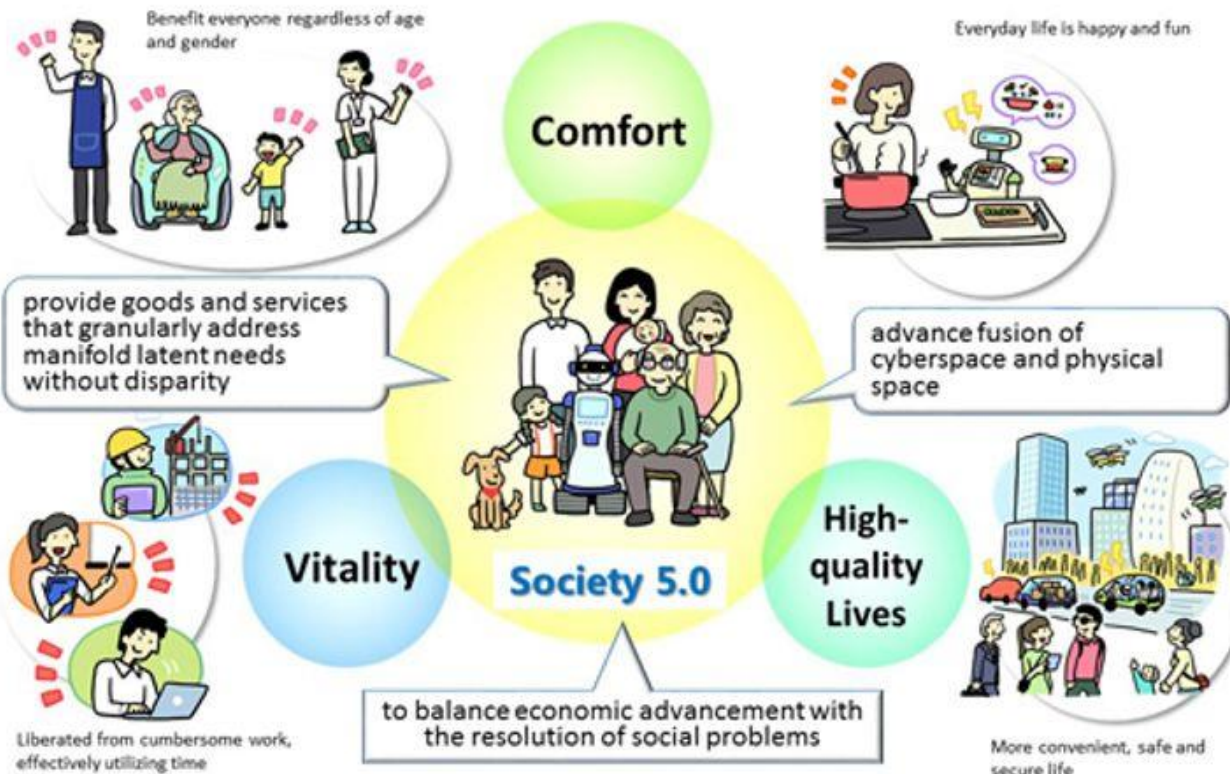 Benefit everyone regardless of age
and gender
Everyday life is happy and fun
Comfort
provide goods and services
that granularly address
manifold latent needs
without disparity
advance fusion of
cyberspace and physical
space
Vitality
Society 5.0
High-
quality
Lives
to balance economic advancement with
the resolution of social problems
Liberated from cumbersome work,
effectively utilizing time
More convenient, safe and
secure life